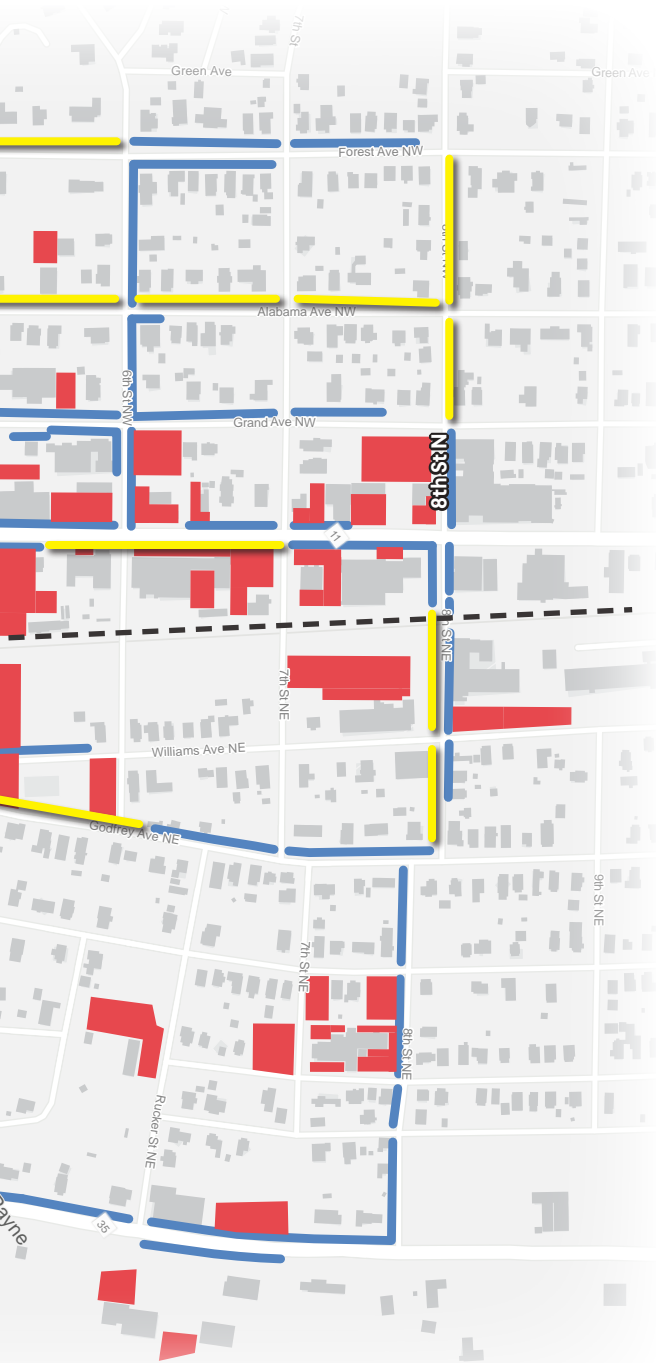 7th St
Green Ave
Green Ave
Forest Ave NW
Alabama Ave NW
6th St NW
Grand Ave NW
8th St N
11
8th St NE
7th St NE
Williams Ave NE
Godfrey Ave NE
9th St NE
7th St NE
8th St NE
Rucker St NE
35